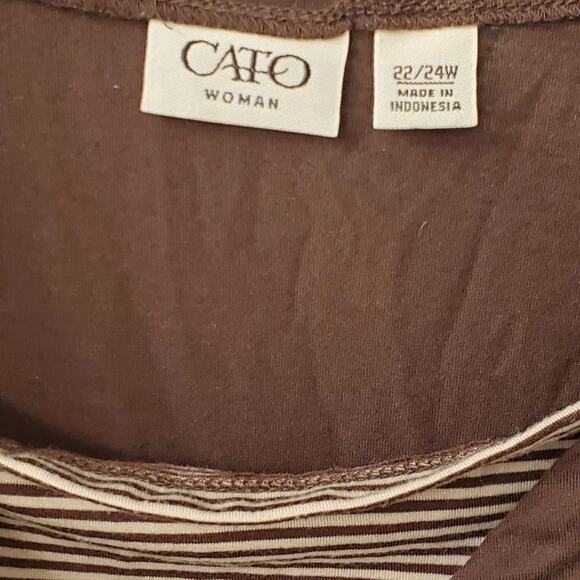 CATO
WOMAN
22/24W
MADE IN
INDONESIA